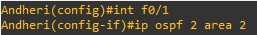 Andheri(config)#int f0/1
Andheri(config-if)#ip ospf 2 area 2